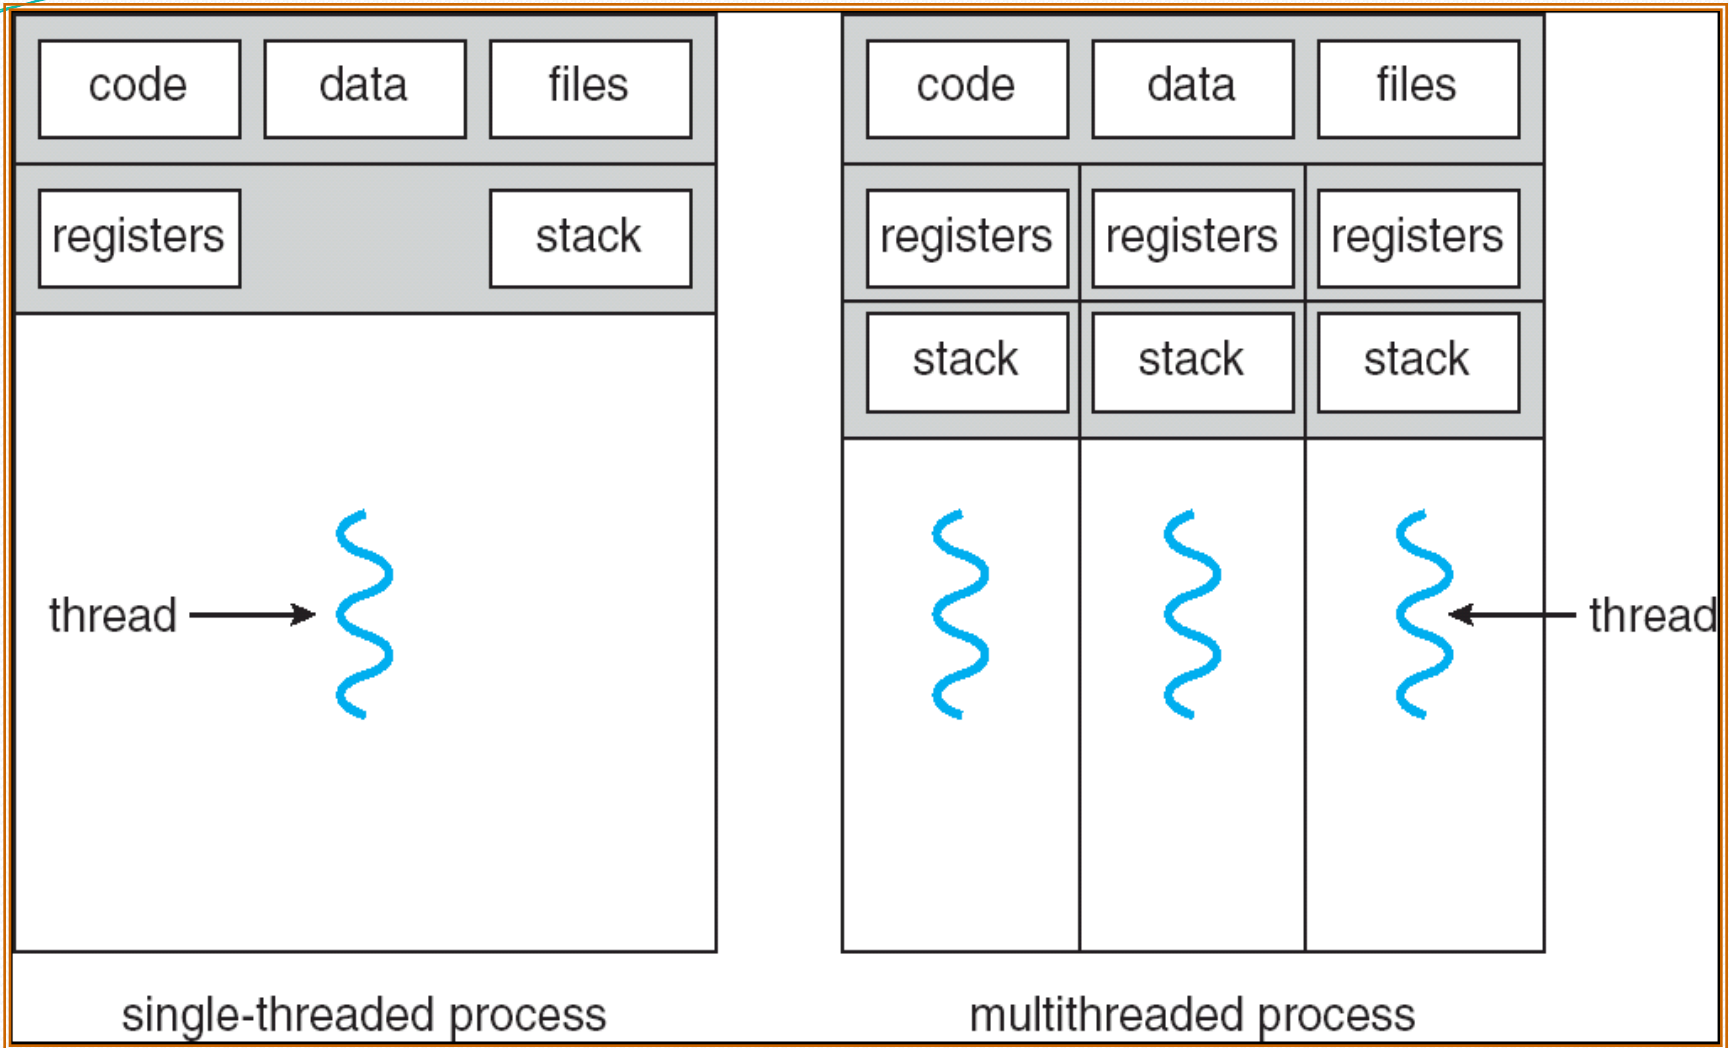 code data files
registers stack
thread
single-threaded process
code data files
registers registers registers
stack stack stack
thread
multithreaded process